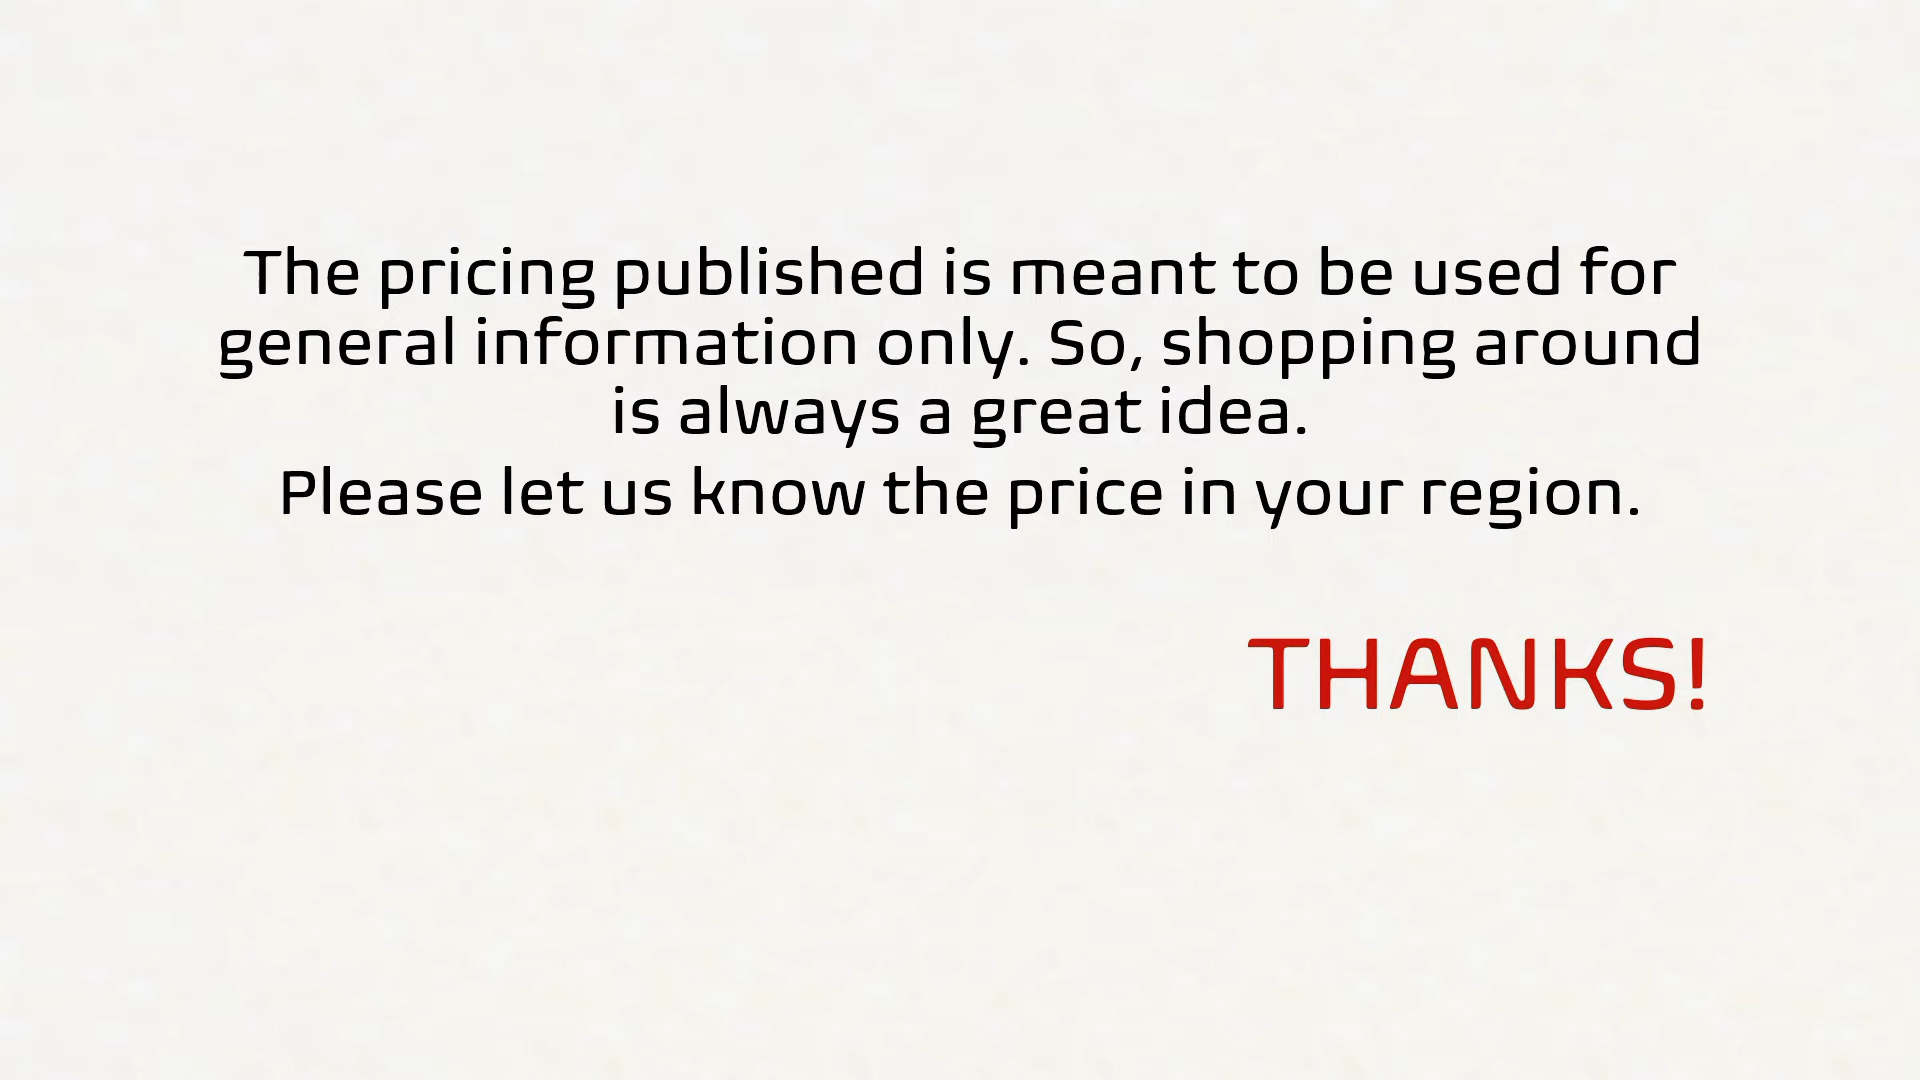 The pricing published is meant to be used for
general information only. So, shopping around
is always a great idea.
Please let us know the price in your region.
THANKS!